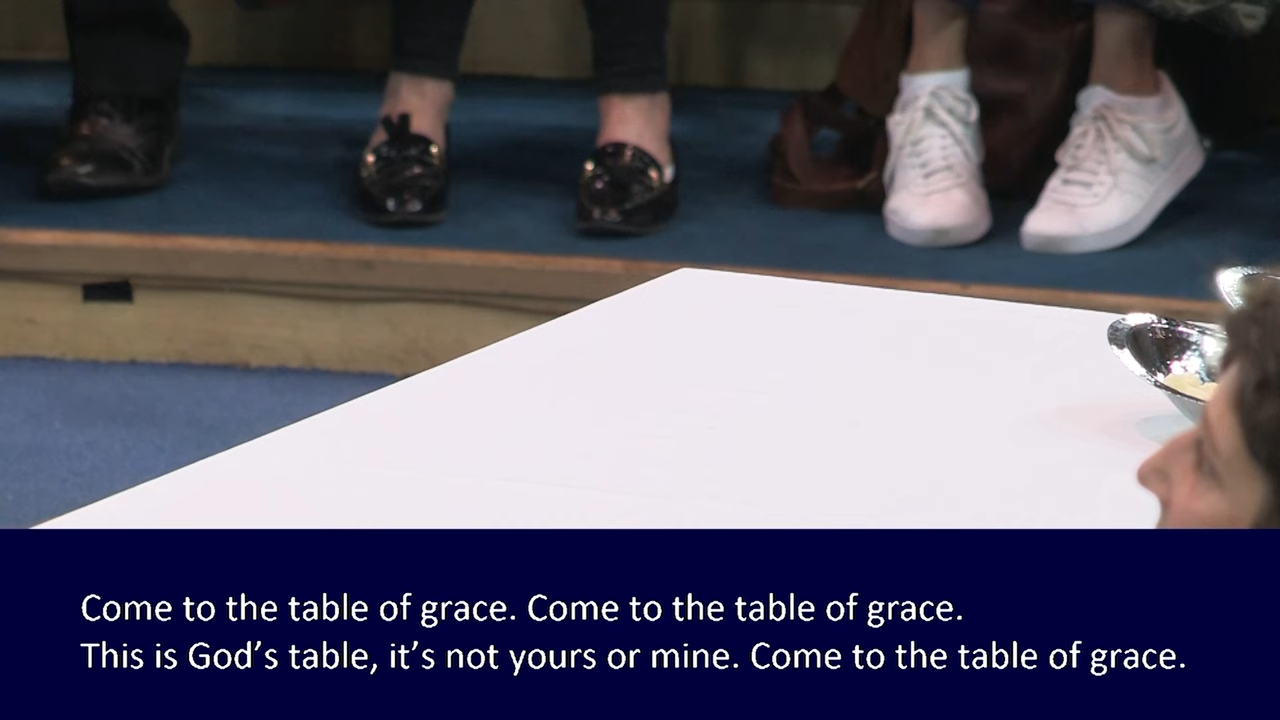 Come to the table of grace. Come to the table of grace.
This is God’s table, it’s not yours or mine. Come to the table of grace.